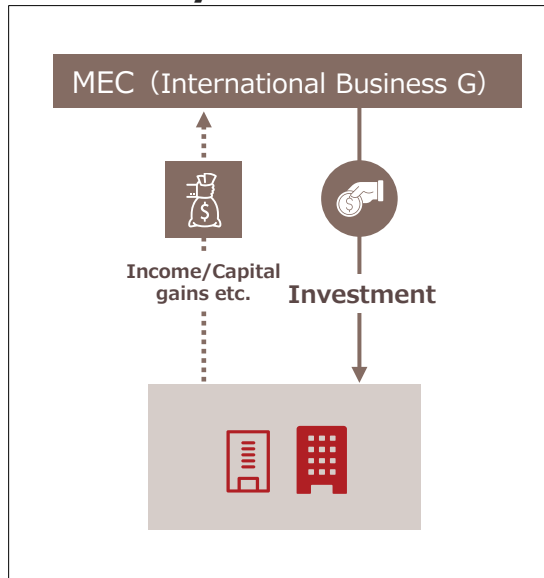 MEC（International Business G）
Income/Capital
gains etc.
Investment